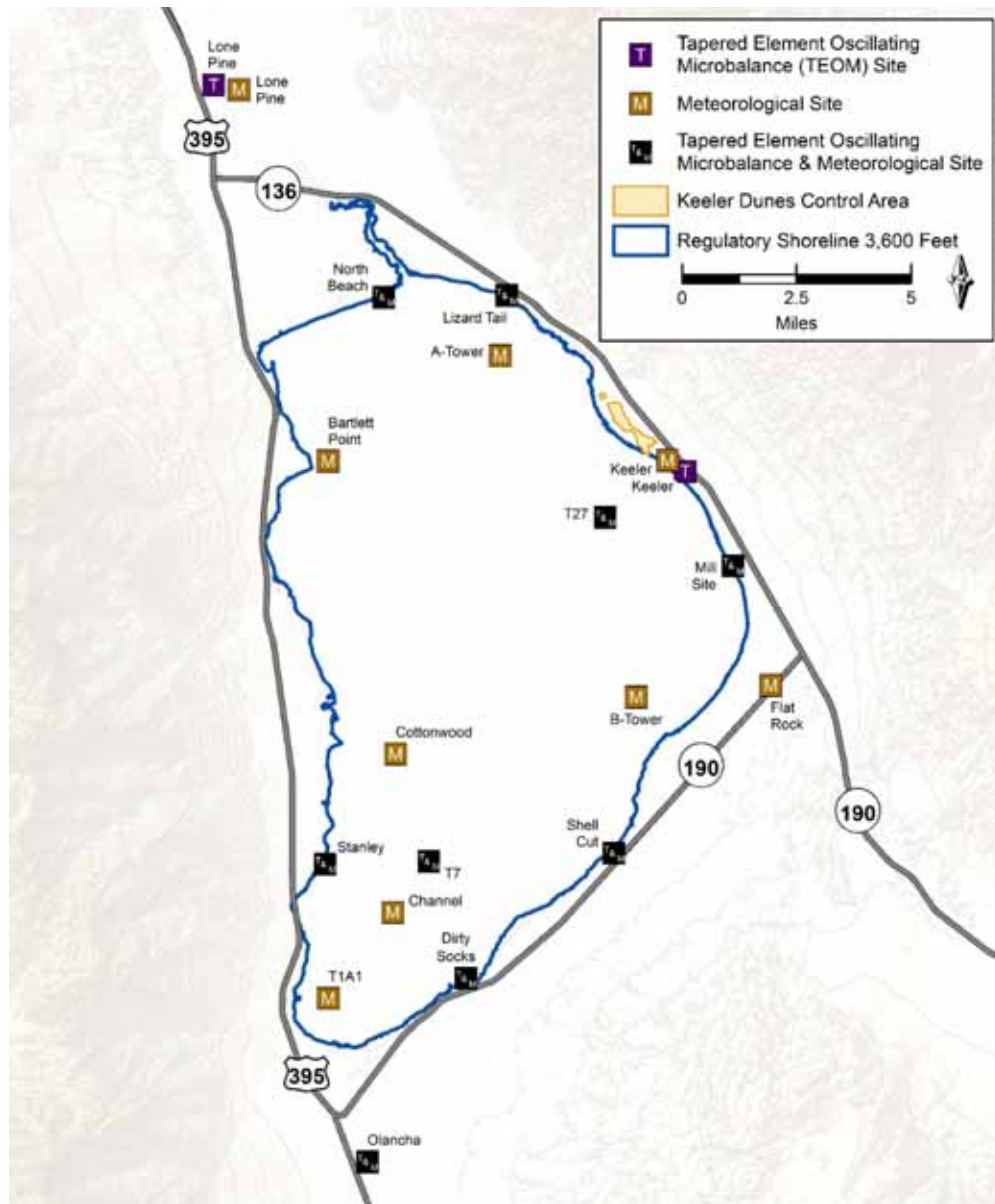 Lone
Pine
T
M
Lone
Pine
395
136
Tapered Element Oscillating
Microbalance (TEOM) Site
T
Meteorological Site
M
Tapered Element Oscillating
Microbalance & Meteorological Site
T&M
Keeler Dunes Control Area
Regulatory Shoreline 3,600 Feet
0
2.5
5
Miles
North
Beach
T&M
T&M
Lizard Tail
A-Tower
M
Bartlett
Point
M
Keeler
M
Keeler
T
T27
T&M
Mill
Site
T&M
M
B-Tower
M
Flat
Rock
Cottonwood
M
190
190
Shell
Cut
T&M
Stanley
T&M
T&M
T7
Channel
M
Dirty
Socks
T&M
T1A1
M
395
Olancha
T&M